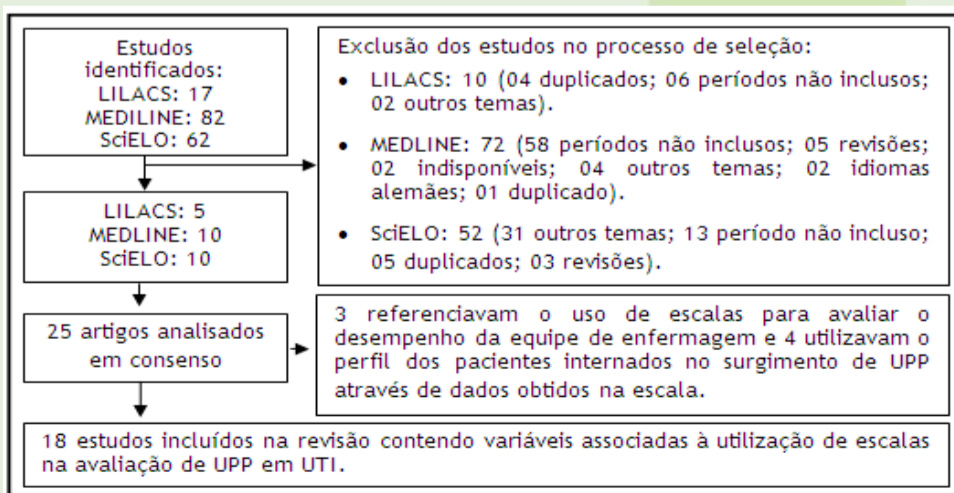 Estudos
identificados:
LILACS: 17
MEDILINE: 82
SciELO: 62
Exclusão dos estudos no processo de seleção:
• LILACS: 10 (04 duplicados; 06 períodos não inclusos;
02 outros temas).
• MEDLINE: 72 (58 períodos não inclusos; 05 revisões;
02 indisponíveis; 04 outros temas; 02 idiomas
alemães; 01 duplicado).
• SciELO: 52 (31 outros temas; 13 período não incluso;
05 duplicados; 03 revisões).
LILACS: 5
MEDLINE: 10
SciELO: 10
25 artigos analisados
em consenso
3 referenciavam o uso de escalas para avaliar o
desempenho da equipe de enfermagem e 4 utilizavam o
perfil dos pacientes internados no surgimento de UPP
através de dados obtidos na escala.
18 estudos incluídos na revisão contendo variáveis associadas à utilização de escalas
na avaliação de UPP em UTI.